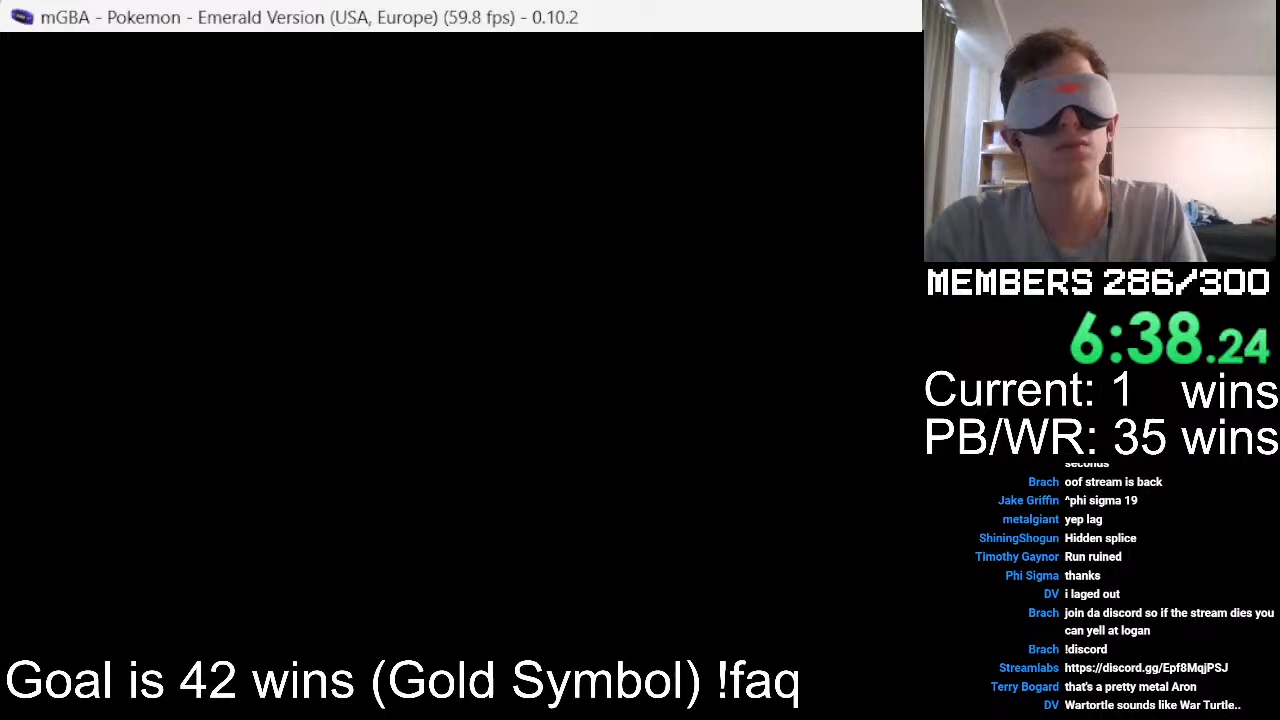 mGBA - Pokemon - Emerald Version (USA, Europe) (59.8 fps) - 0.10.2
MEMBERS 286/300
6:38.24
Current: 1 wins
PB/WR: 35 wins
seconds
Brach oof stream is back
Jake Griffin ^phi sigma 19
metalgiant yep lag
ShiningShogun Hidden splice
Timothy Gaynor Run ruined
Phi Sigma thanks
DV i laged out
Brach join da discord so if the stream dies you
can yell at logan
Brach !discord
Streamlabs https://discord.gg/Epf8MqjPSJ
Terry Bogard that's a pretty metal Aron
DV Wartortle sounds like War Turtle..
Goal is 42 wins (Gold Symbol) !faq